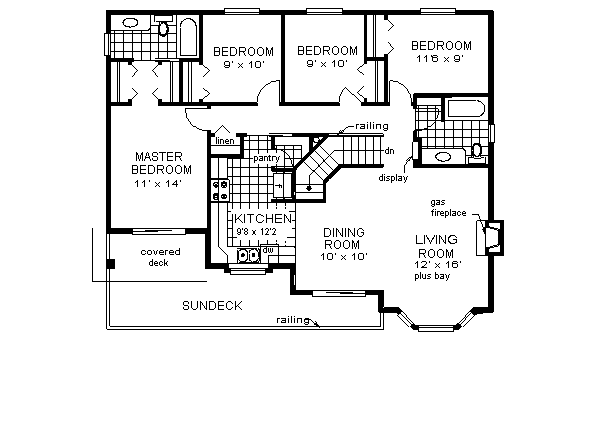 BEDROOM
9' x 10'
BEDROOM
9' x 10'
BEDROOM
11'6 x 9'
railing
linen
pantry
dn
MASTER
BEDROOM
11' x 14'
display
gas
fireplace
KITCHEN
9'8 x 12'2
dw
DINING
ROOM
10' x 10'
LIVING
ROOM
12' x 16'
plus bay
covered
deck
SUNDECK
railing